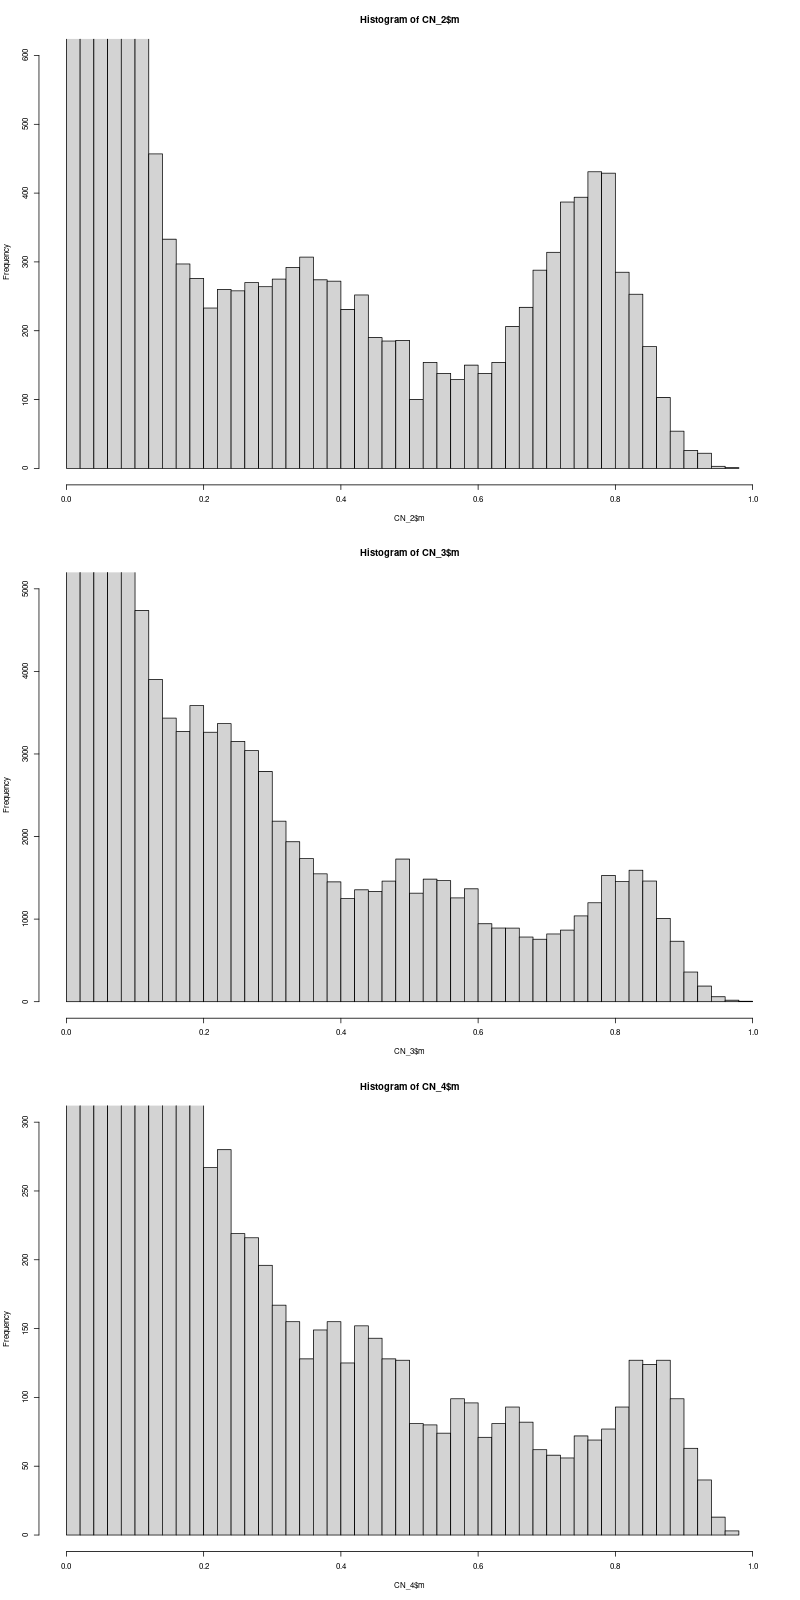 Histogram of CN_2$m
Frequency
600
500
400
300
200
100
0
0.0 0.2 0.4 0.6 0.8 1.0
CN_2$m
Histogram of CN_3$m
Frequency
5000
4000
3000
2000
1000
0
0.0 0.2 0.4 0.6 0.8 1.0
CN_3$m
Histogram of CN_4$m
Frequency
300
250
200
150
100
50
0
0.0 0.2 0.4 0.6 0.8 1.0
CN_4$m